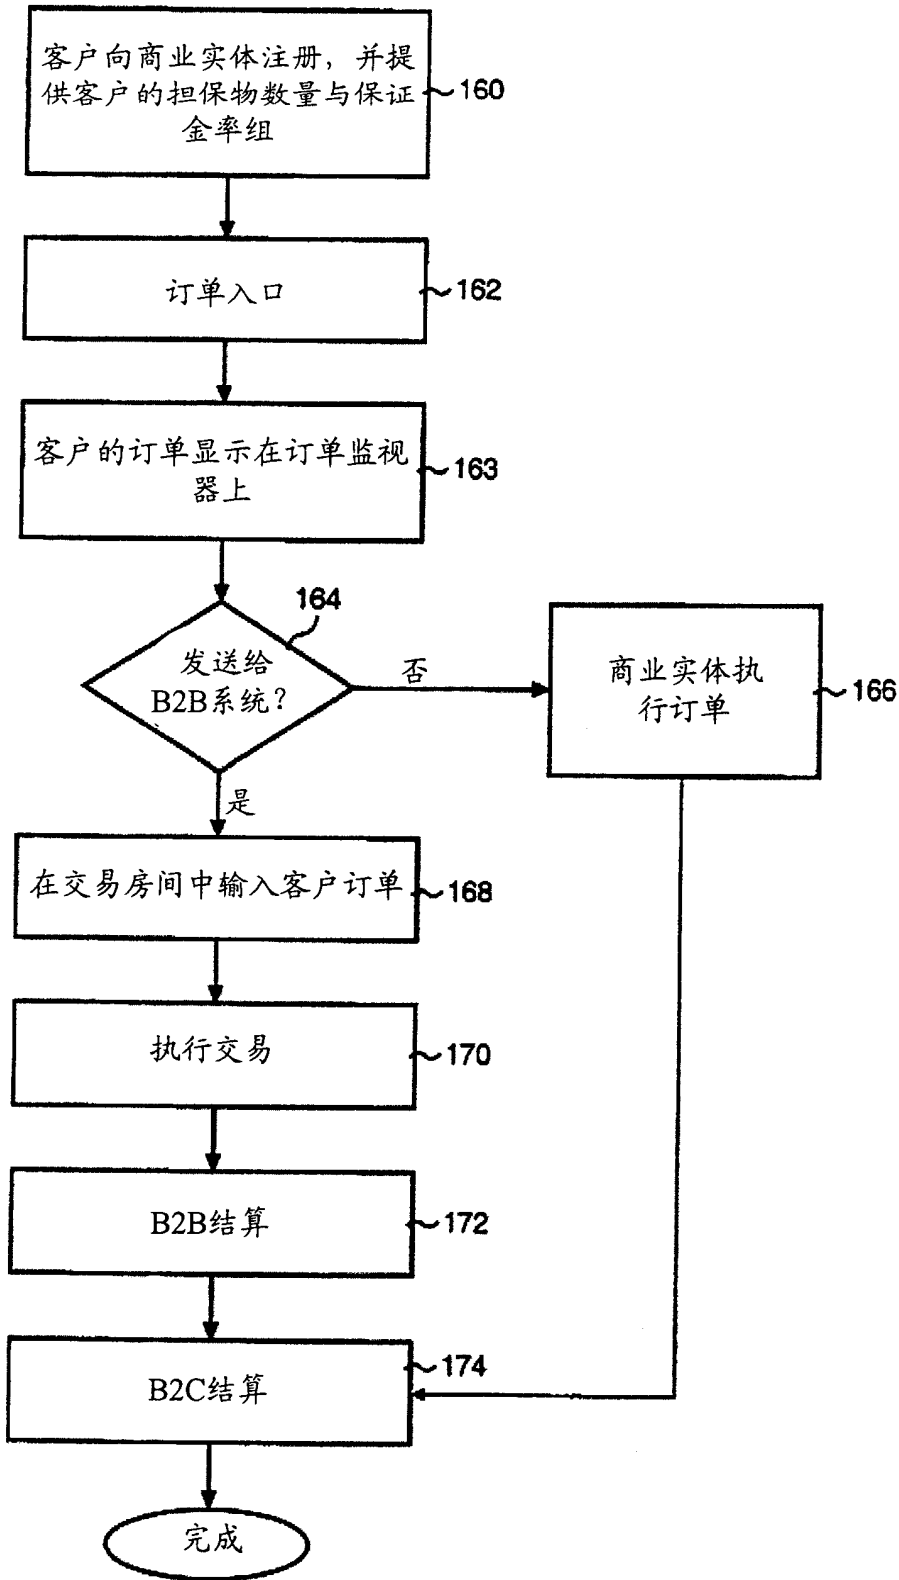 客户向商业实体注册，并提
供客户的担保物数量与保证
金率组
160
订单入口
162
客户的订单显示在订单监视
器上
163
164
发送给
B2B系统？
否
商业实体执
行订单
166
是
在交易房间中输入客户订单
168
执行交易
170
B2B结算
172
B2C结算
174
完成